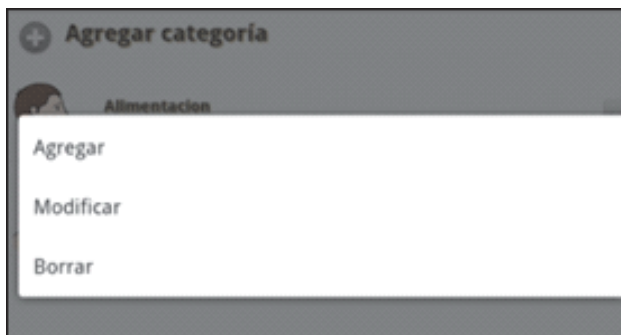 Agregar categoría
Alimentacion
Agregar
Modificar
Borrar